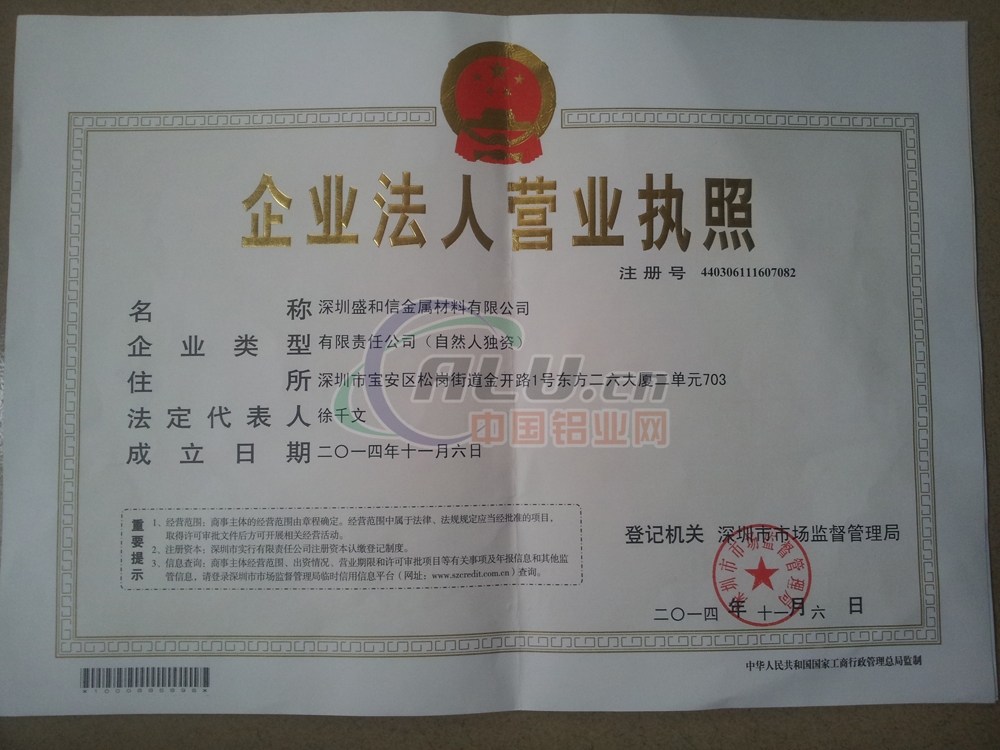 企业法人营业执照
注册号 440306111607082
名称 深圳盛和信金属材料有限公司
企业类型 有限责任公司（自然人独资）
住所 深圳市宝安区松岗街道金开路1号东方二六大厦二单元703
法定代表人 徐千文
成立日期 二〇一四年十一月六日
ALU.cn
中国铝业网
重要提示
1、经营范围：商事主体的经营范围由章程确定。经营范围中属于法律、法规规定应当经批准的项目，
取得许可审批文件后方可开展相关经营活动。
2、注册资本：深圳市实行有限责任公司注册资本认缴登记制度。
3、信息查询：商事主体经营范围、出资情况、营业期限和许可审批项目等有关事项及年报信息和其他监
管信息，请登录深圳市市场监督管理局临时信用信息平台（网址：www.szcredit.com.cn）查询。
登记机关 深圳市市场监督管理局
深圳市市场监督管理局
二〇一四年十一月六日
中华人民共和国国家工商行政管理总局监制